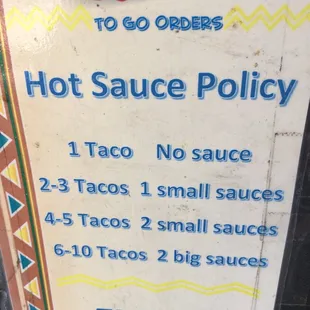 TO GO ORDERS
Hot Sauce Policy
1 Taco No sauce
2-3 Tacos 1 small sauces
4-5 Tacos 2 small sauces
6-10 Tacos 2 big sauces